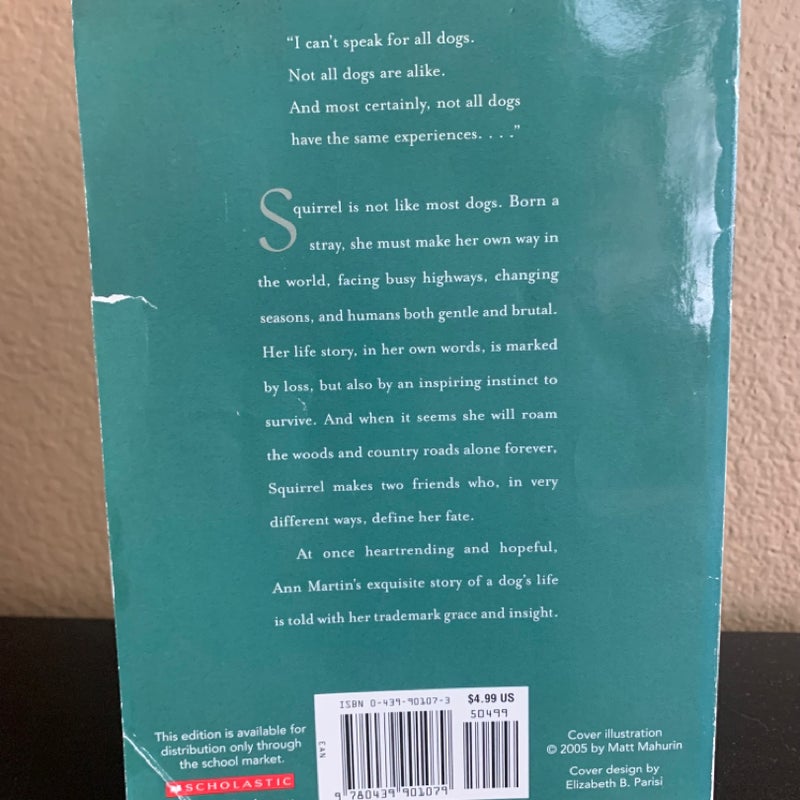 “I can't speak for all dogs.
Not all dogs are alike.
And most certainly, not all dogs
have the same experiences. . . .”
Squirrel is not like most dogs. Born a
stray, she must make her own way in
the world, facing busy highways, changing
seasons, and humans both gentle and brutal.
Her life story, in her own words, is marked
by loss, but also by an inspiring instinct to
survive. And when it seems she will roam
the woods and country roads alone forever,
Squirrel makes two friends who, in very
different ways, define her fate.
At once heartrending and hopeful,
Ann Martin's exquisite story of a dog's life
is told with her trademark grace and insight.
This edition is available for
distribution only through
the school market.
SCHOLASTIC
ISBN 0-439-90107-3
$4.99 US
50499
EAN
9 780439 901079
Cover illustration
© 2005 by Matt Mahurin
Cover design by
Elizabeth B. Parisi